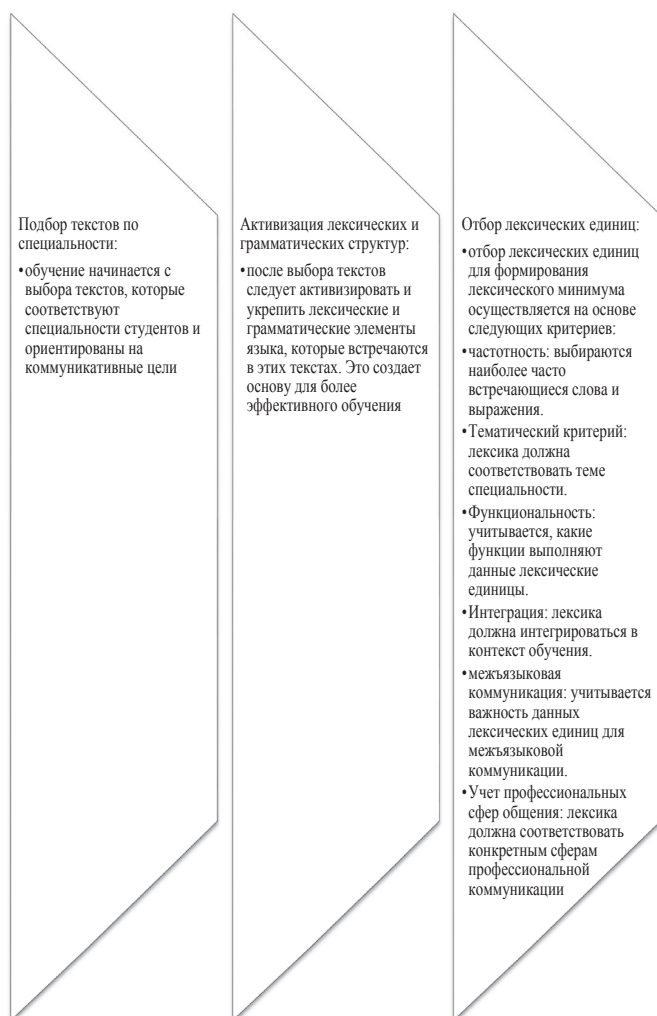 Подбор текстов по
специальности:
•обучение начинается с
выбора текстов, которые
соответствуют
специальности студентов и
ориентированы на
коммуникативные цели
Активизация лексических и
грамматических структур:
•после выбора текстов
следует активизировать и
укрепить лексические и
грамматические элементы
языка, которые встречаются
в этих текстах. Это создает
основу для более
эффективного обучения
Отбор лексических единиц:
•отбор лексических единиц
для формирования
лексического минимума
осуществляется на основе
следующих критериев:
•частотность: выбираются
наиболее часто
встречающиеся слова и
выражения.
•Тематический критерий:
лексика должна
соответствовать теме
специальности.
•Функциональность:
учитывается, какие
функции выполняют
данные лексические
единицы.
•Интеграция: лексика
должна интегрироваться в
контекст обучения.
•межъязыковая
коммуникация: учитывается
важность данных
лексических единиц для
межъязыковой
коммуникации.
•Учет профессиональных
сфер общения: лексика
должна соответствовать
конкретным сферам
профессиональной
коммуникации